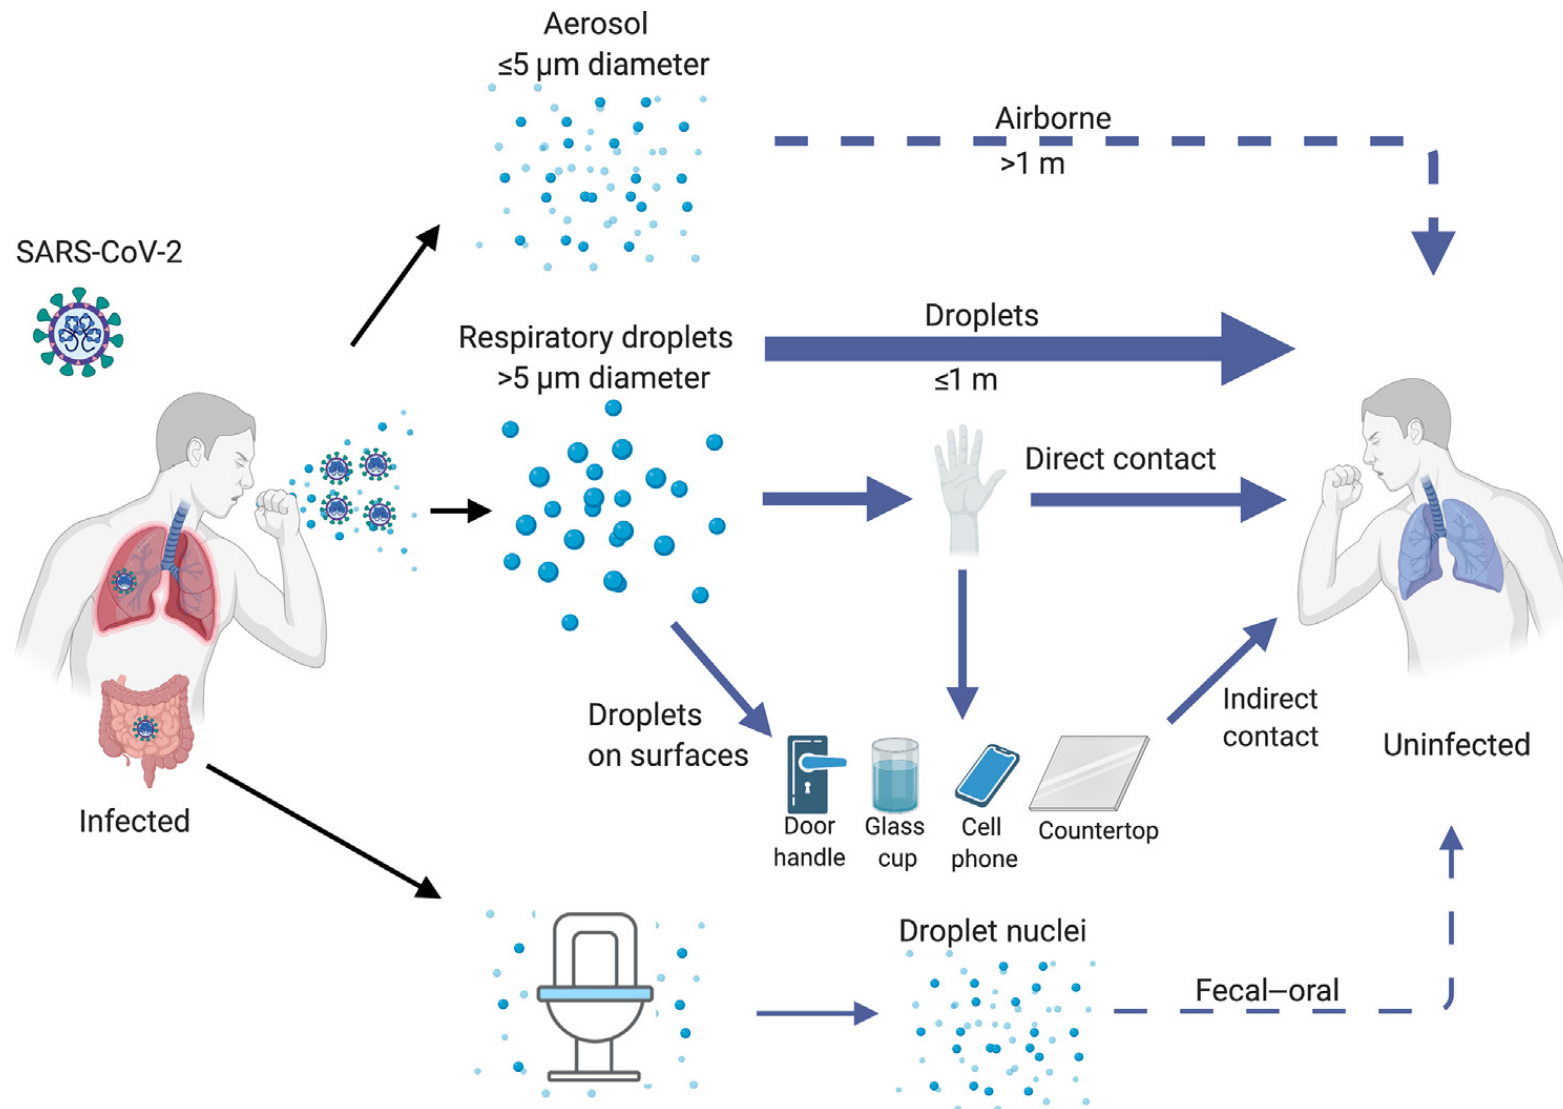 Aerosol
≤5 μm diameter
Airborne
>1 m
SARS-CoV-2
Respiratory droplets
>5 μm diameter
Droplets
≤1 m
Direct contact
Droplets
on surfaces
Indirect
contact
Uninfected
Infected
Door
handle
Glass
cup
Cell
phone
Countertop
Droplet nuclei
Fecal–oral